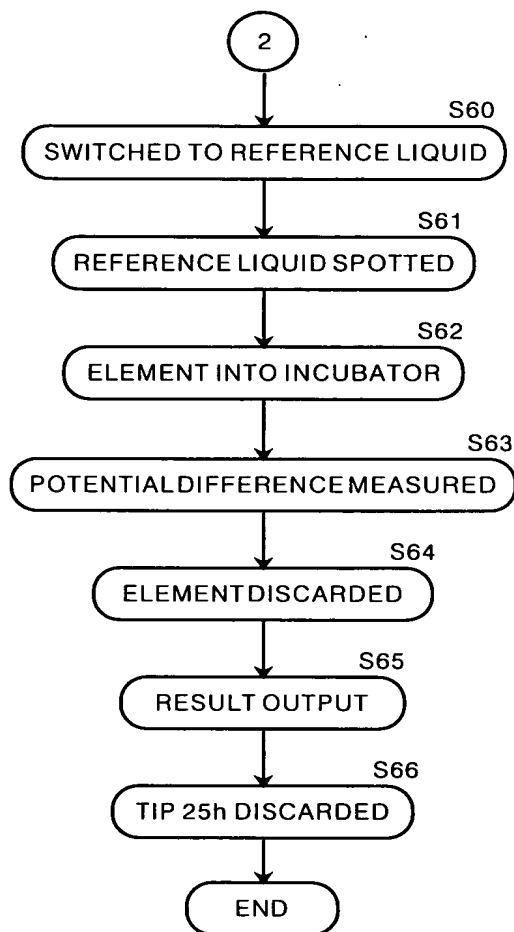 2
S60
SWITCHED TO REFERENCE LIQUID
S61
REFERENCE LIQUID SPOTTED
S62
ELEMENT INTO INCUBATOR
S63
POTENTIAL DIFFERENCE MEASURED
S64
ELEMENT DISCARDED
S65
RESULT OUTPUT
S66
TIP 25h DISCARDED
END